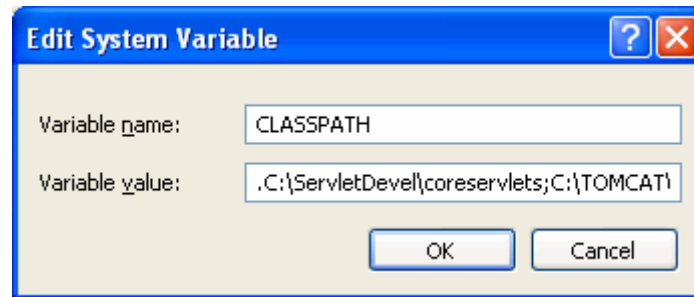 Edit System Variable
Variable name: CLASSPATH
Variable value: .C:\ServletDevel\coreservlets;C:\TOMCAT\
OK Cancel